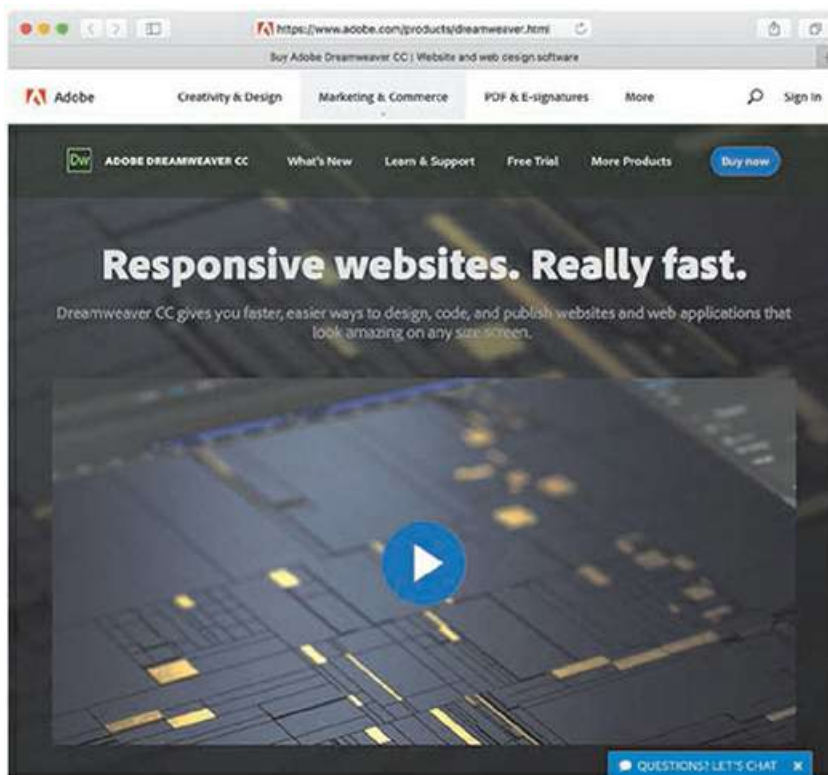 https://www.adobe.com/products/dreamweaver.html
Buy Adobe Dreamweaver CC | Website and web design software
Adobe Creativity & Design Marketing & Commerce PDF & E-signatures More Sign In
Dw ADOBE DREAMWEAVER CC What's New Learn & Support Free Trial More Products Buy now
Responsive websites. Really fast.
Dreamweaver CC gives you faster, easier ways to design, code, and publish websites and web applications that
look amazing on any size screen.
QUESTIONS? LET'S CHAT x